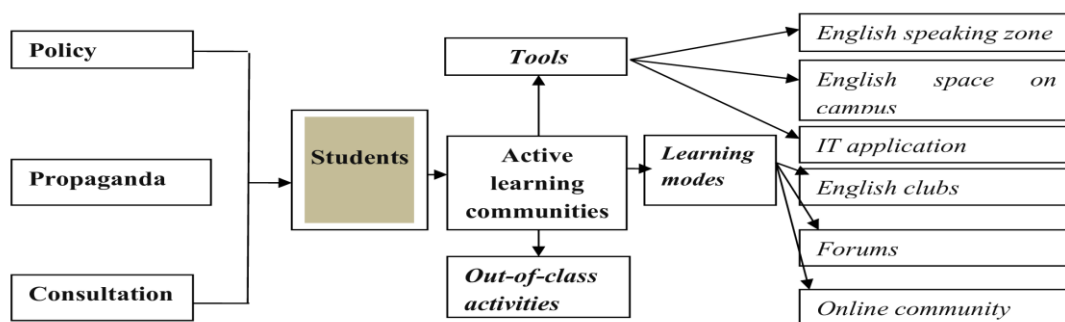 Policy
Propaganda
Consultation
Students
Tools
Active
learning
communities
Out-of-class
activities
Learning
modes
English speaking zone
English space on
campus
IT application
English clubs
Forums
Online community